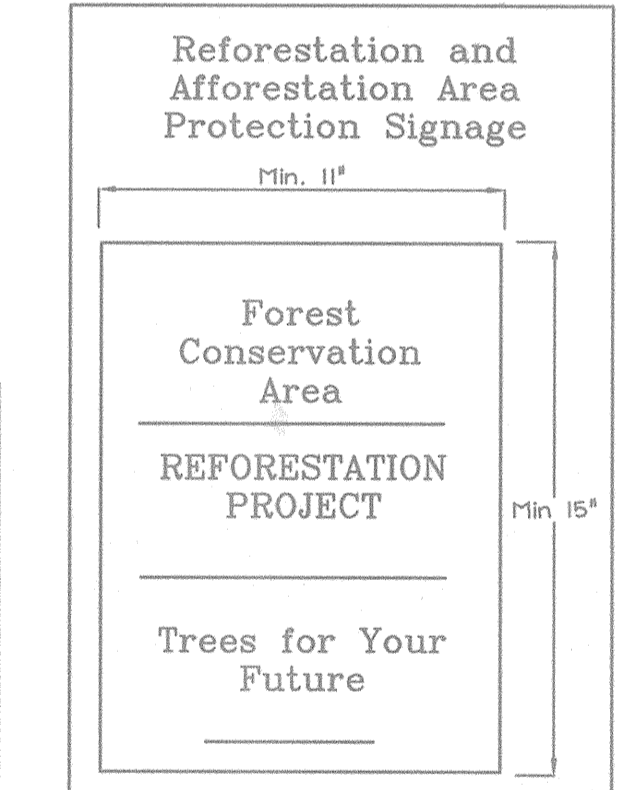 Reforestation and
Afforestation Area
Protection Signage
Min. 11"
Forest
Conservation
Area
REFORESTATION
PROJECT
Min 15"
Trees for Your
Future